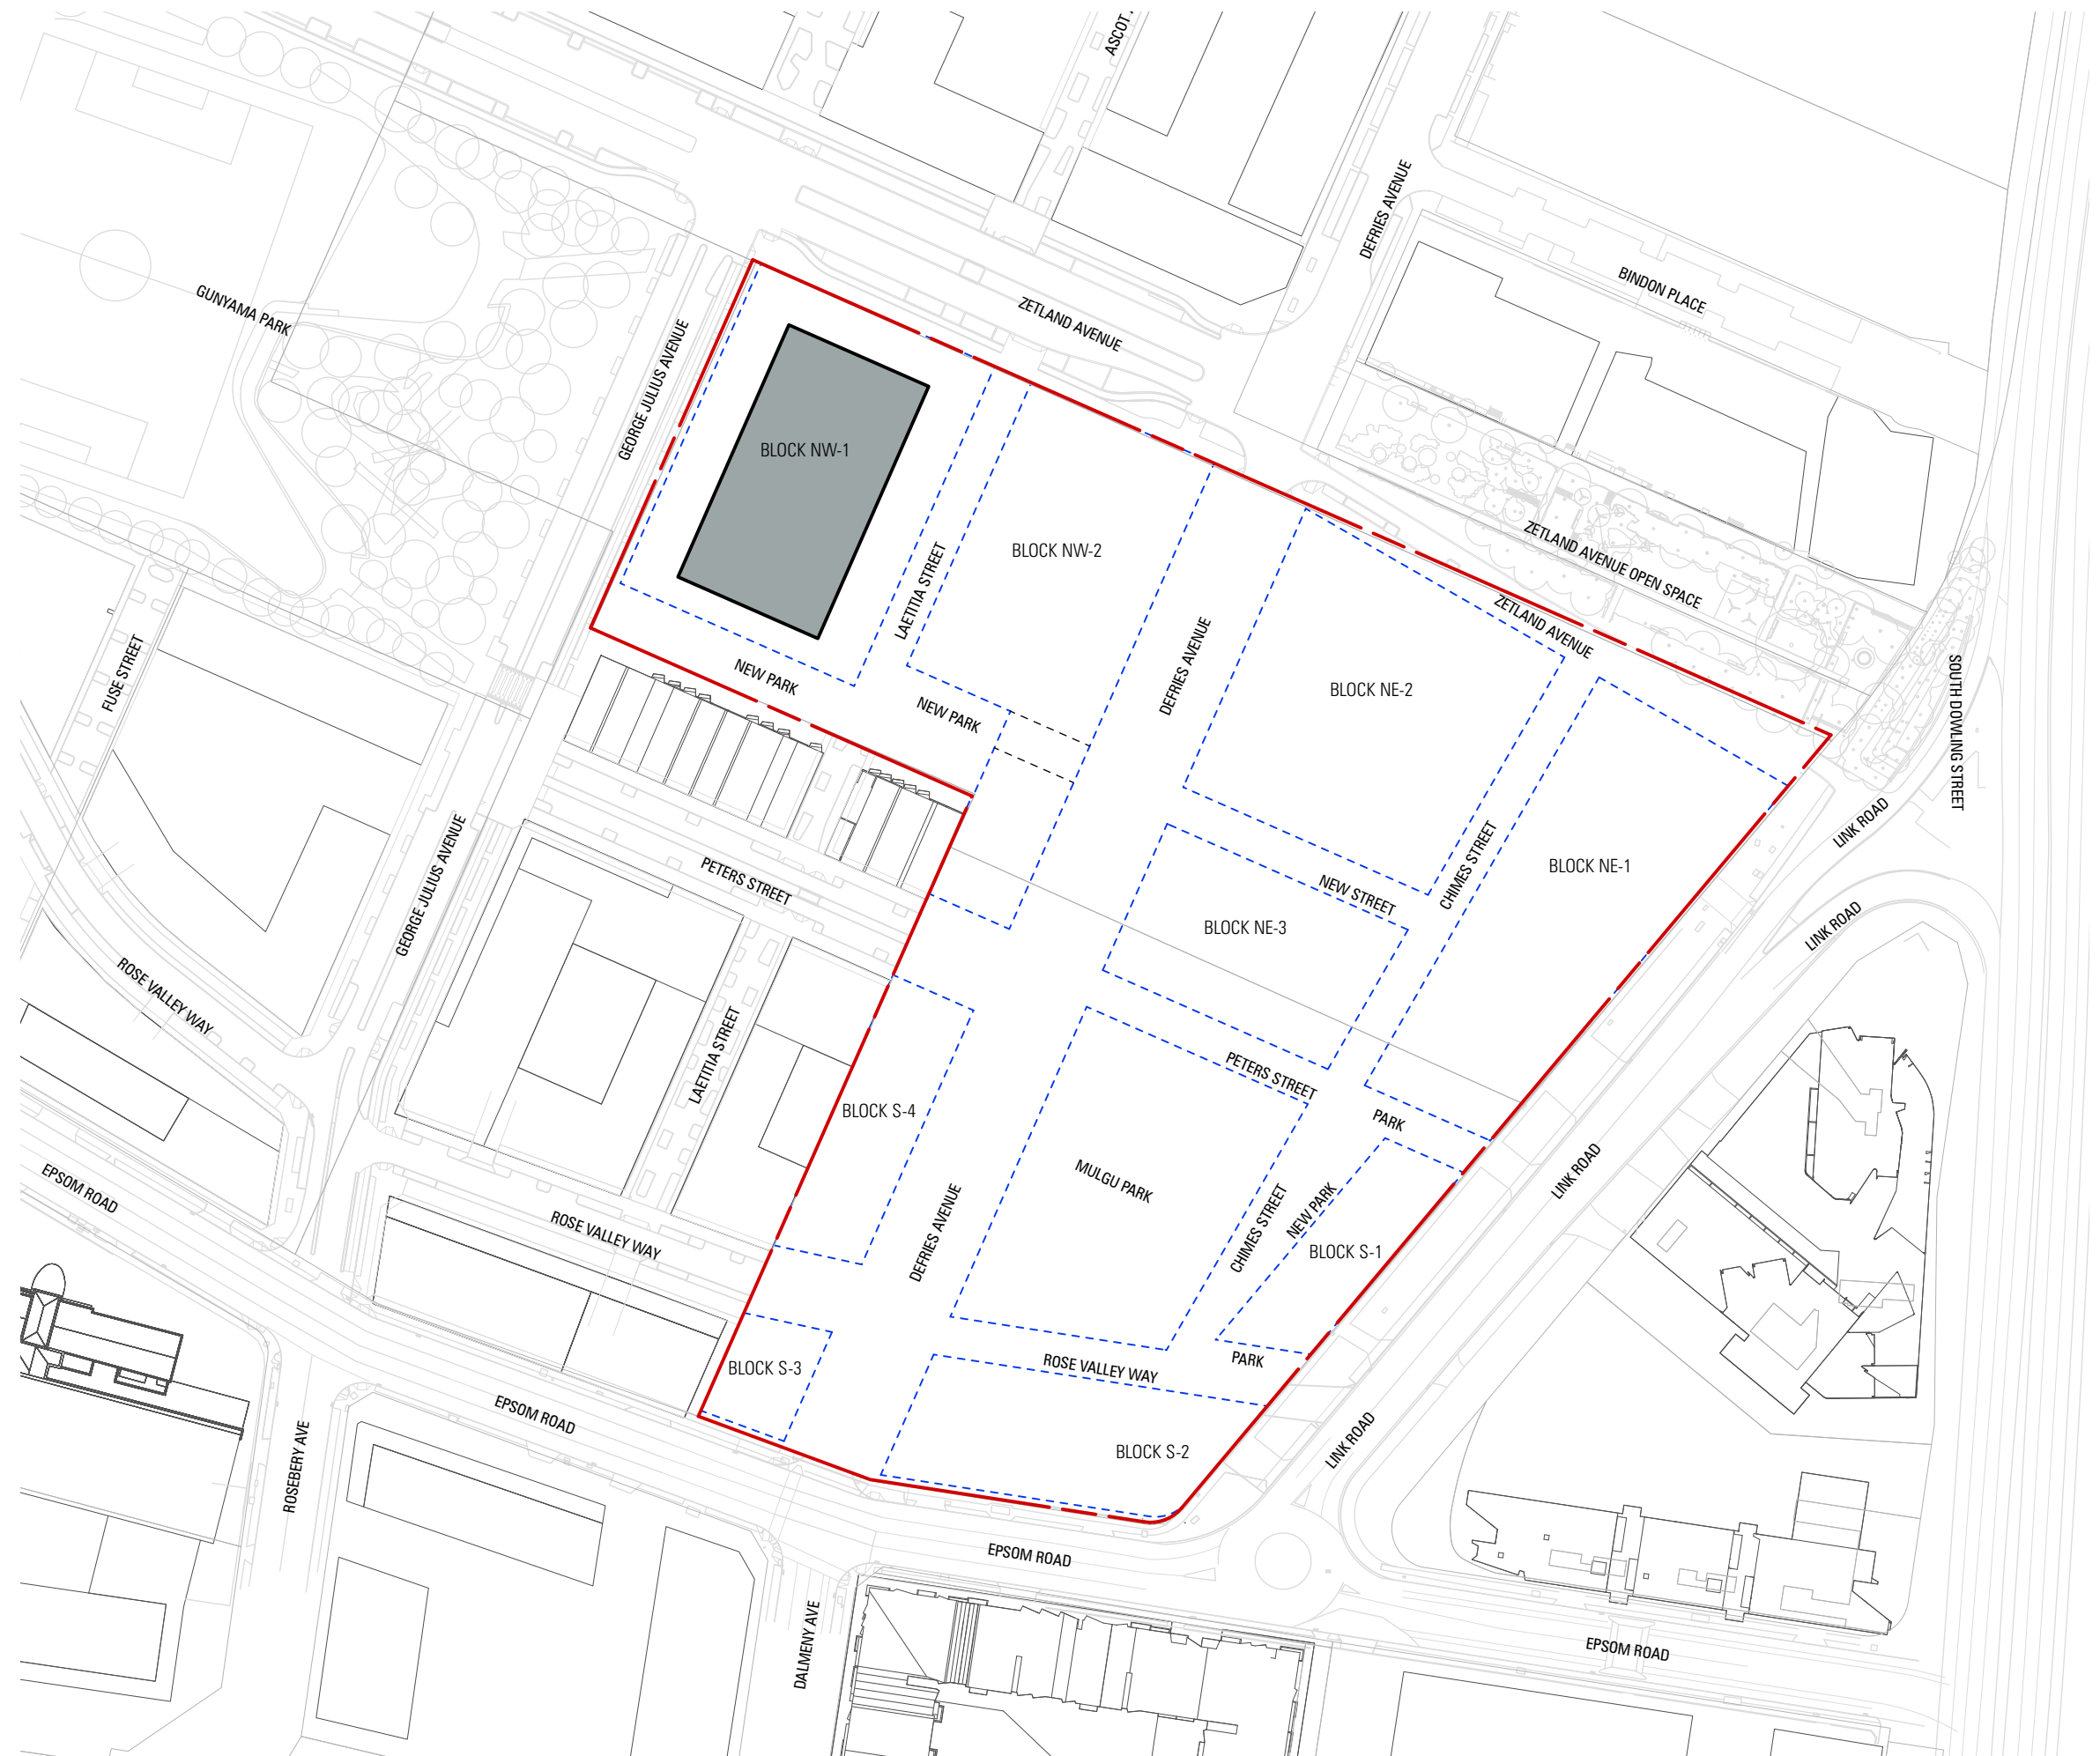 ASCOT
DEFRIES AVENUE
BINDON PLACE
GUNYAMA PARK
ZETLAND AVENUE
GEORGE JULIUS AVENUE
BLOCK NW-1
BLOCK NW-2
LAETITIA STREET
ZETLAND AVENUE OPEN SPACE
ZETLAND AVENUE
FUSE STREET
NEW PARK
NEW PARK
DEFRIES AVENUE
BLOCK NE-2
SOUTH DOWLING STREET
LINK ROAD
GEORGE JULIUS AVENUE
PETERS STREET
NEW STREET
CHIMES STREET
BLOCK NE-1
BLOCK NE-3
LINK ROAD
ROSE VALLEY WAY
LAETITIA STREET
BLOCK S-4
PETERS STREET
PARK
EPSOM ROAD
MULGU PARK
LINK ROAD
ROSE VALLEY WAY
DEFRIES AVENUE
CHIMES STREET
NEW PARK
BLOCK S-1
BLOCK S-3
ROSE VALLEY WAY
PARK
EPSOM ROAD
ROSEBERY AVE
BLOCK S-2
LINK ROAD
EPSOM ROAD
DALMENY AVE
EPSOM ROAD